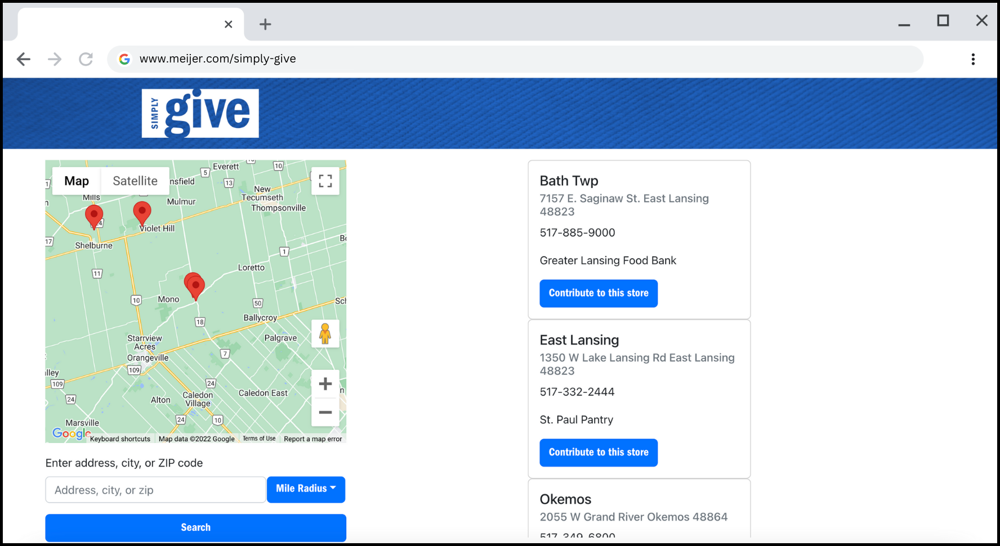 www.meijer.com/simply-give
SIMPLY
give
Map
Satellite
Everett
10
5
13
nsfield
1
New
Tecumseth
Mills
Mulmur
Thompsonville
Violet Hill
17
Shelburne
1
Loretto
11
10
Mono
50
Sch
18
Ballycroy
Starrview
Acres
Palgrave
7
Orangeville
109
lley
109
24
24
Alton
Caledon
Village
Caledon East
24
10
Marsville
Google
Keyboard shortcuts
Map data ©2022 Google
Terms of Use
Report a map error
Enter address, city, or ZIP code
Address, city, or zip
Mile Radius
Search
Bath Twp
7157 E. Saginaw St. East Lansing
48823
517-885-9000
Greater Lansing Food Bank
Contribute to this store
East Lansing
1350 W Lake Lansing Rd East Lansing
48823
517-332-2444
St. Paul Pantry
Contribute to this store
Okemos
2055 W Grand River Okemos 48864
517-349-6800